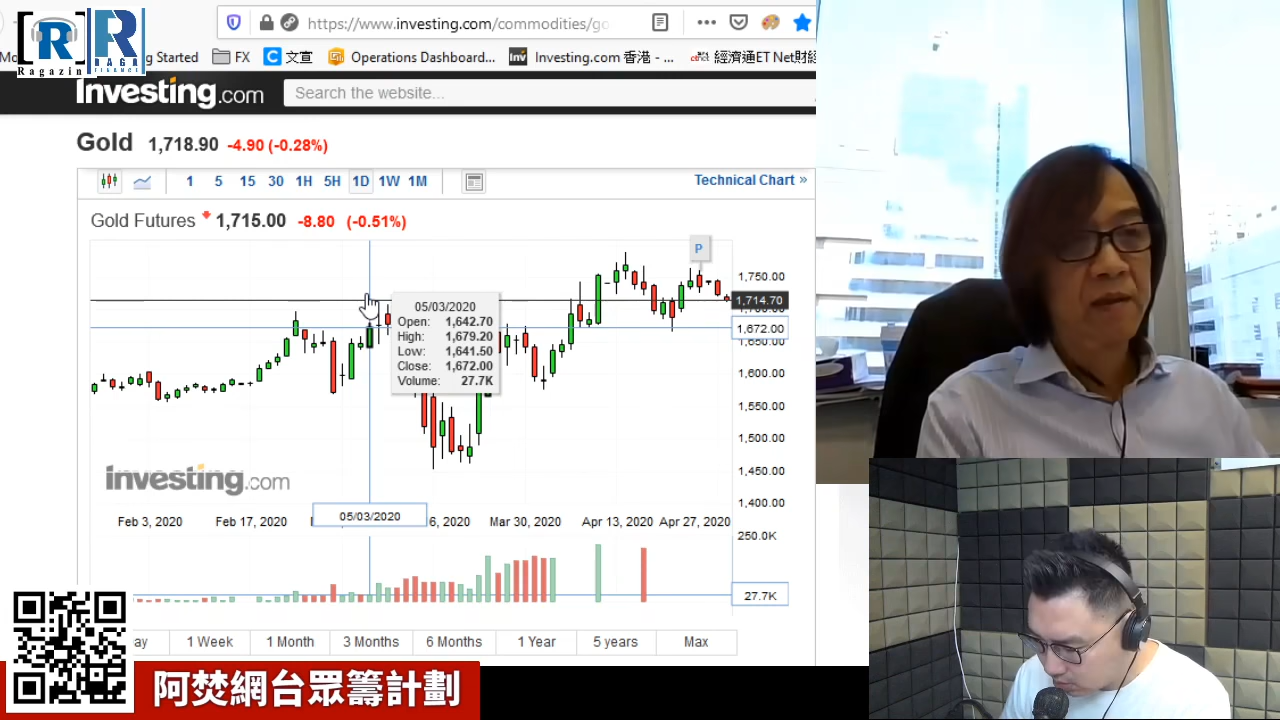 R R
Ragazine
RAGA
FINANCE
https://www.investing.com/commodities/go
g Started FX 文宣 Operations Dashboard... Investing.com 香港 - ... 經濟通ET Net財經
Investing.com Search the website...
Gold 1,718.90 -4.90 (-0.28%)
1 5 15 30 1H 5H 1D 1W 1M Technical Chart »
Gold Futures 1,715.00 -8.80 (-0.51%)
P
1,750.00
1,714.70
1,700.00
1,672.00
1,650.00
1,600.00
1,550.00
1,500.00
1,450.00
1,400.00
05/03/2020
Open: 1,642.70
High: 1,679.20
Low: 1,641.50
Close: 1,672.00
Volume: 27.7K
Investing.com
Feb 3, 2020 Feb 17, 2020 05/03/2020 6, 2020 Mar 30, 2020 Apr 13, 2020 Apr 27, 2020
250.0K
27.7K
ay 1 Week 1 Month 3 Months 6 Months 1 Year 5 years Max
阿焚網台眾籌計劃